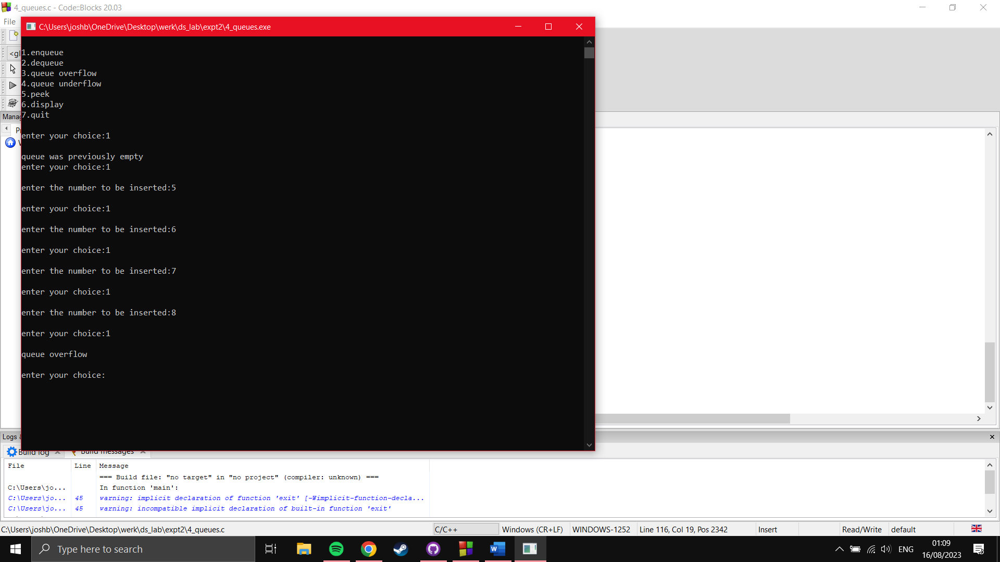 4_queues.c - Code::Blocks 20.03
File
C:\Users\joshb\OneDrive\Desktop\werk\ds_lab\expt2\4_queues.exe
<gl
1.enqueue
2.dequeue
3.queue overflow
4.queue underflow
5.peek
6.display
7.quit
Manag
enter your choice:1
queue was previously empty
enter your choice:1
enter the number to be inserted:5
enter your choice:1
enter the number to be inserted:6
enter your choice:1
enter the number to be inserted:7
enter your choice:1
enter the number to be inserted:8
enter your choice:1
queue overflow
enter your choice:
Logs &
Build log
Build messages
File Line Message
=== Build file: "no target" in "no project" (compiler: unknown) ===
C:\Users\jo... In function 'main':
C:\Users\jo... 45 warning: implicit declaration of function 'exit' [-Wimplicit-function-decla...
C:\Users\jo... 45 warning: incompatible implicit declaration of built-in function 'exit'
C:\Users\joshb\OneDrive\Desktop\werk\ds_lab\expt2\4_queues.c C/C++ Windows (CR+LF) WINDOWS-1252 Line 116, Col 19, Pos 2342 Insert Read/Write default
Type here to search
ENG
01:09
16/08/2023